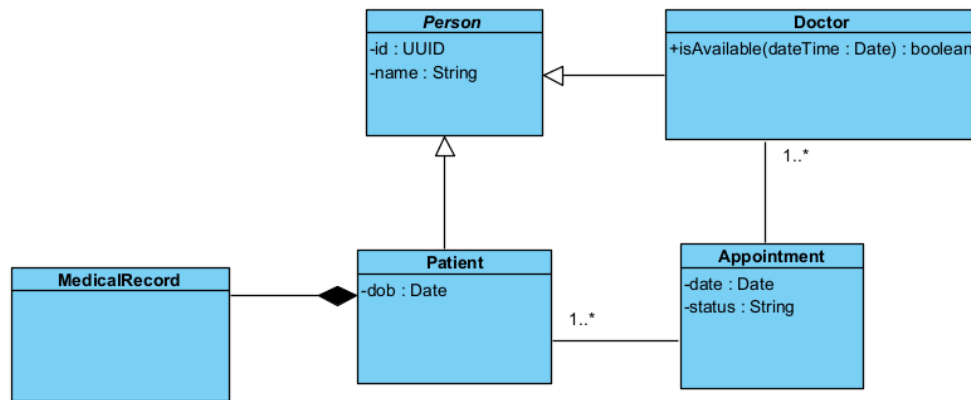 Person
-id : UUID
-name : String
Doctor
+isAvailable(dateTime : Date) : boolean
1..*
MedicalRecord
Patient
-dob : Date
1..*
Appointment
-date : Date
-status : String